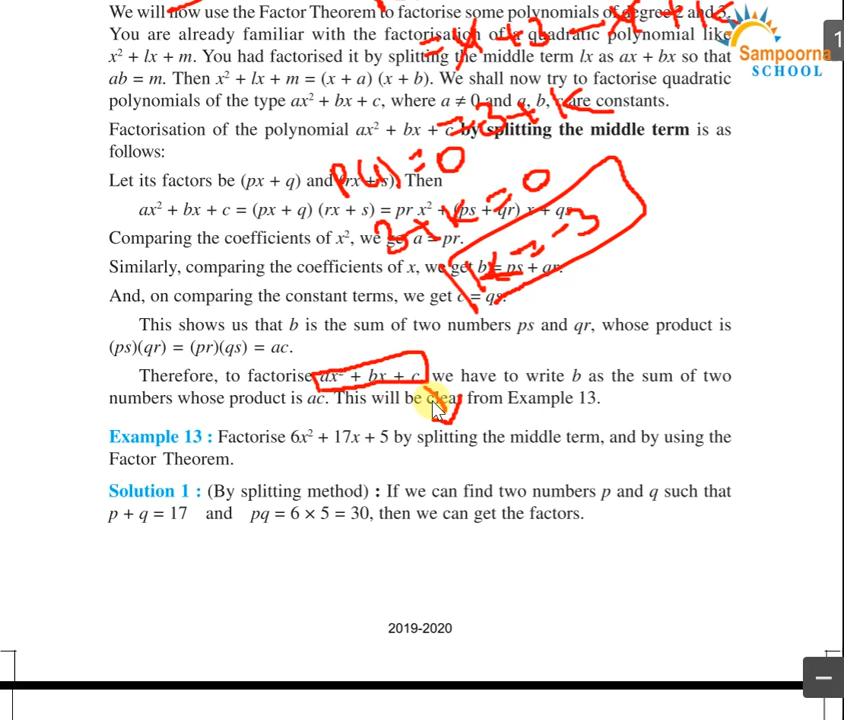 We will now use the Factor Theorem to factorise some polynomials of degree 2 and 3.
You are already familiar with the factorisation of a quadratic polynomial like
x² + lx + m. You had factorised it by splitting the middle term lx as ax + bx so that
ab = m. Then x² + lx + m = (x + a) (x + b). We shall now try to factorise quadratic
polynomials of the type ax² + bx + c, where a ≠ 0 and a, b, c are constants.
Factorisation of the polynomial ax² + bx + c by splitting the middle term is as
follows:
Let its factors be (px + q) and (rx + s). Then
ax² + bx + c = (px + q) (rx + s) = pr x² + (ps + qr) x + qs
Comparing the coefficients of x², we get a = pr.
Similarly, comparing the coefficients of x, we get b = ps + qr.
And, on comparing the constant terms, we get c = qs.
This shows us that b is the sum of two numbers ps and qr, whose product is
(ps)(qr) = (pr)(qs) = ac.
Therefore, to factorise ax² + bx + c, we have to write b as the sum of two
numbers whose product is ac. This will be clear from Example 13.
Example 13 : Factorise 6x² + 17x + 5 by splitting the middle term, and by using the
Factor Theorem.
Solution 1 : (By splitting method) : If we can find two numbers p and q such that
p + q = 17 and pq = 6 × 5 = 30, then we can get the factors.
2019-2020
Sampoorna
SCHOOL
1
= 3 + K
P(1) = 0
3 + K = 0
K = -3